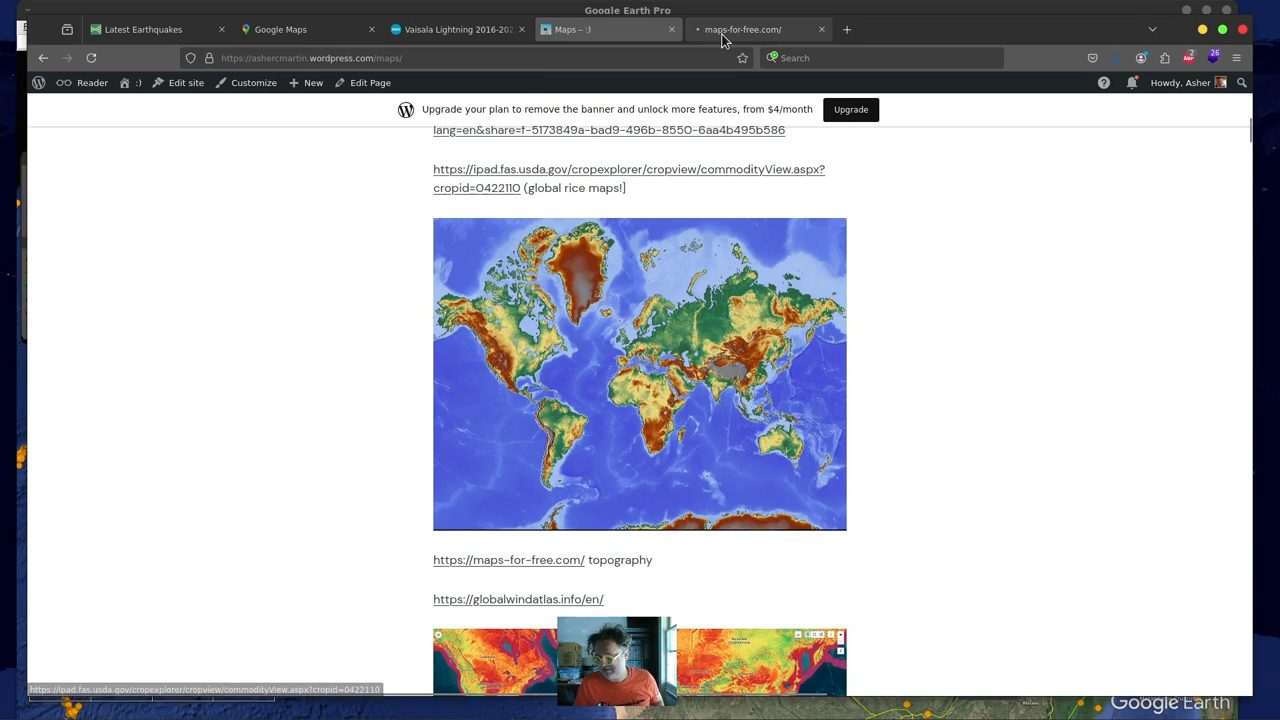 Google Earth Pro
Latest Earthquakes
Google Maps
Vaisala Lightning 2016-202
Maps – :)
maps-for-free.com/
https://ashercmartin.wordpress.com/maps/
Search
2
26
Reader
:)
Edit site
Customize
New
Edit Page
Howdy, Asher
Upgrade your plan to remove the banner and unlock more features, from $4/month
Upgrade
lang=en&share=f-5173849a-bad9-496b-8550-6aa4b495b586
https://ipad.fas.usda.gov/cropexplorer/cropview/commodityView.aspx?
cropid=0422110 (global rice maps!]
https://maps-for-free.com/ topography
https://globalwindatlas.info/en/
https://ipad.fas.usda.gov/cropexplorer/cropview/commodityView.aspx?cropid=0422110
Google Earth